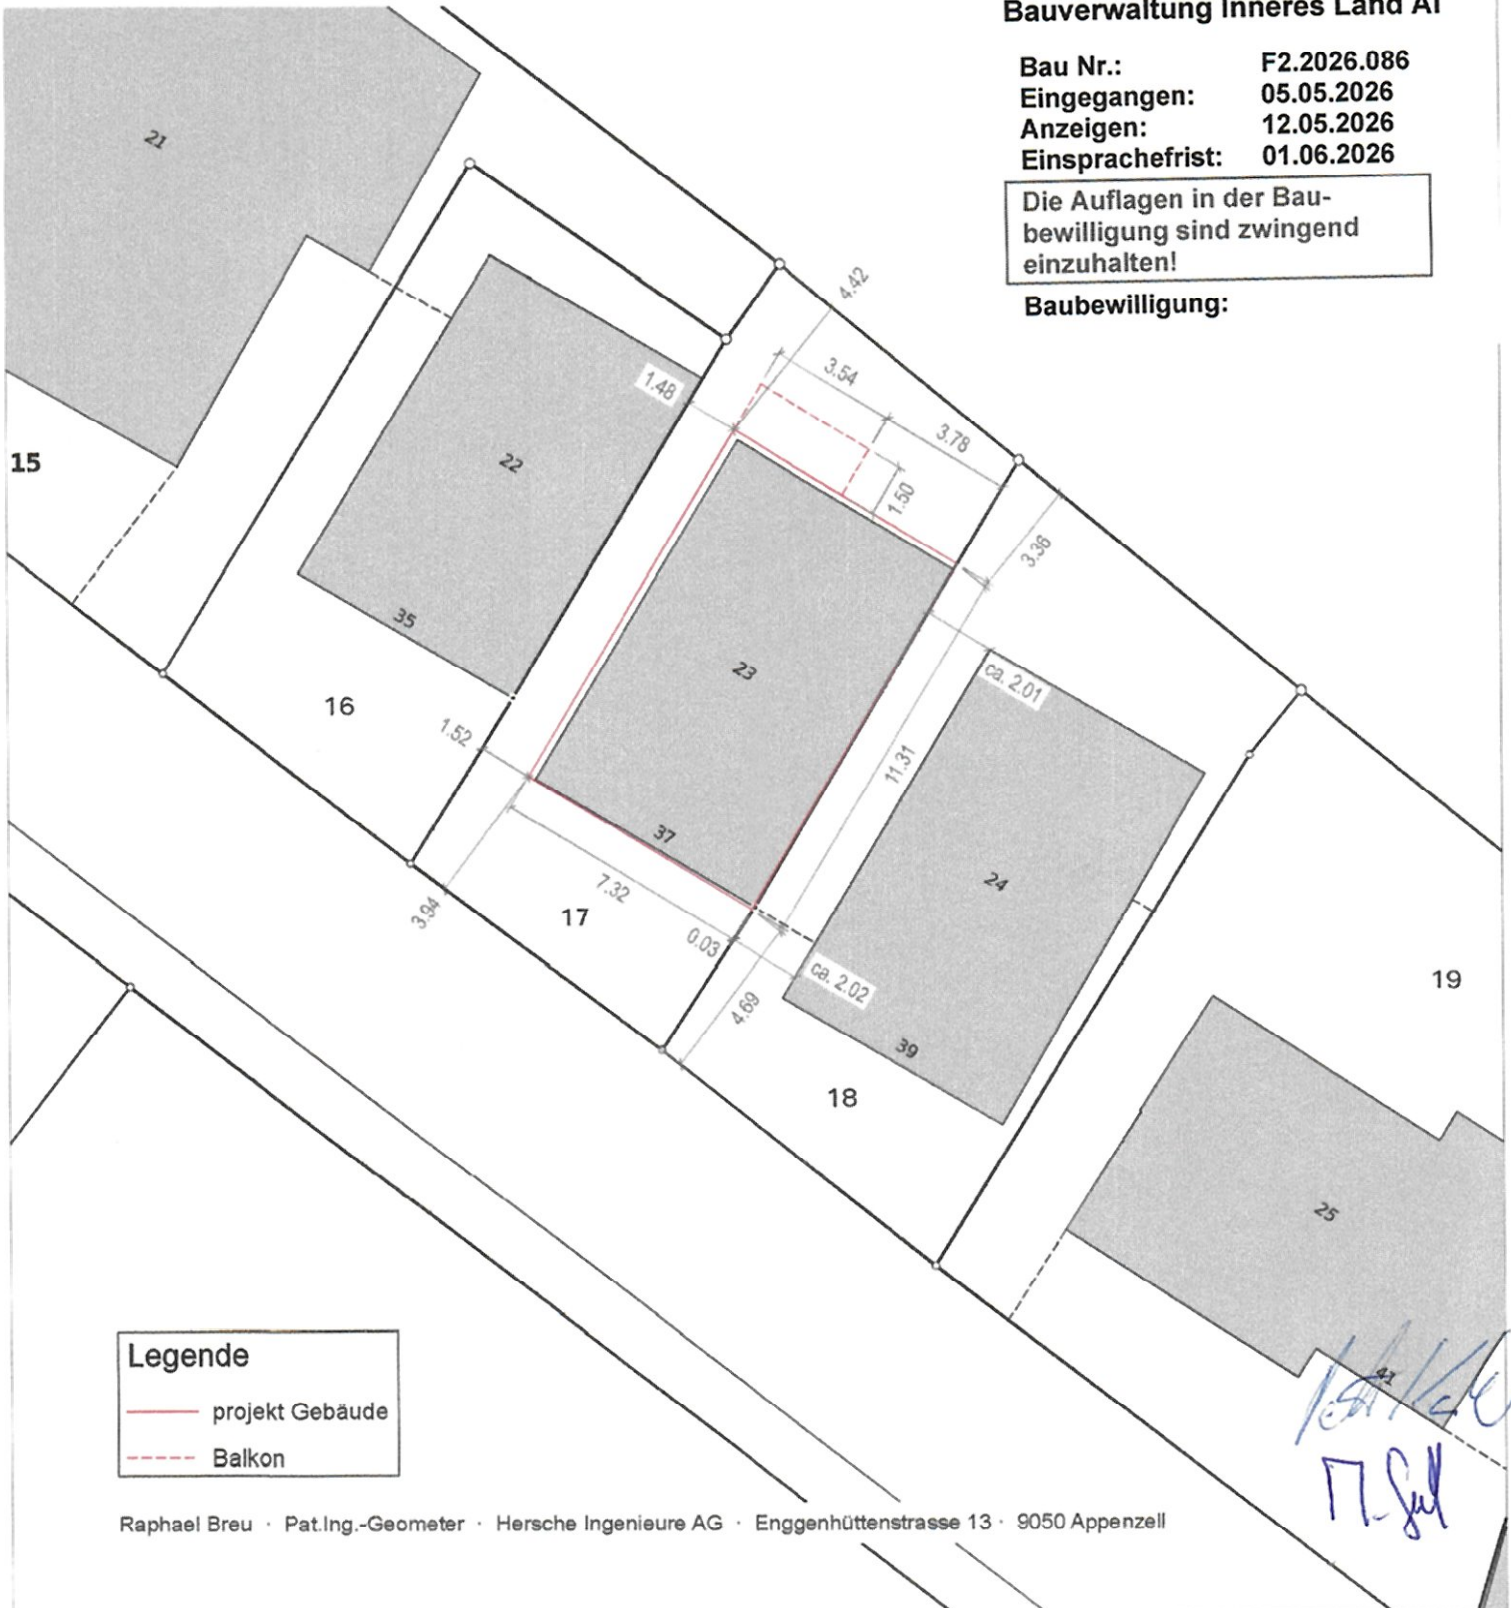 Bauverwaltung Inneres Land AI
Bau Nr.: F2.2026.086
Eingegangen: 05.05.2026
Anzeigen: 12.05.2026
Einsprachefrist: 01.06.2026
Die Auflagen in der Bau-
bewilligung sind zwingend
einzuhalten!
Baubewilligung:
21
4.42
1.48
3.54
3.78
15
22
1.50
3.36
35
23
ca. 2.01
16
1.52
11.31
37
24
7.32
3.94
17
0.03
ca. 2.02
19
4.69
39
18
25
41
Legende
projekt Gebäude
Balkon
Raphael Breu · Pat.Ing.-Geometer · Hersche Ingenieure AG · Enggenhüttenstrasse 13 · 9050 Appenzell